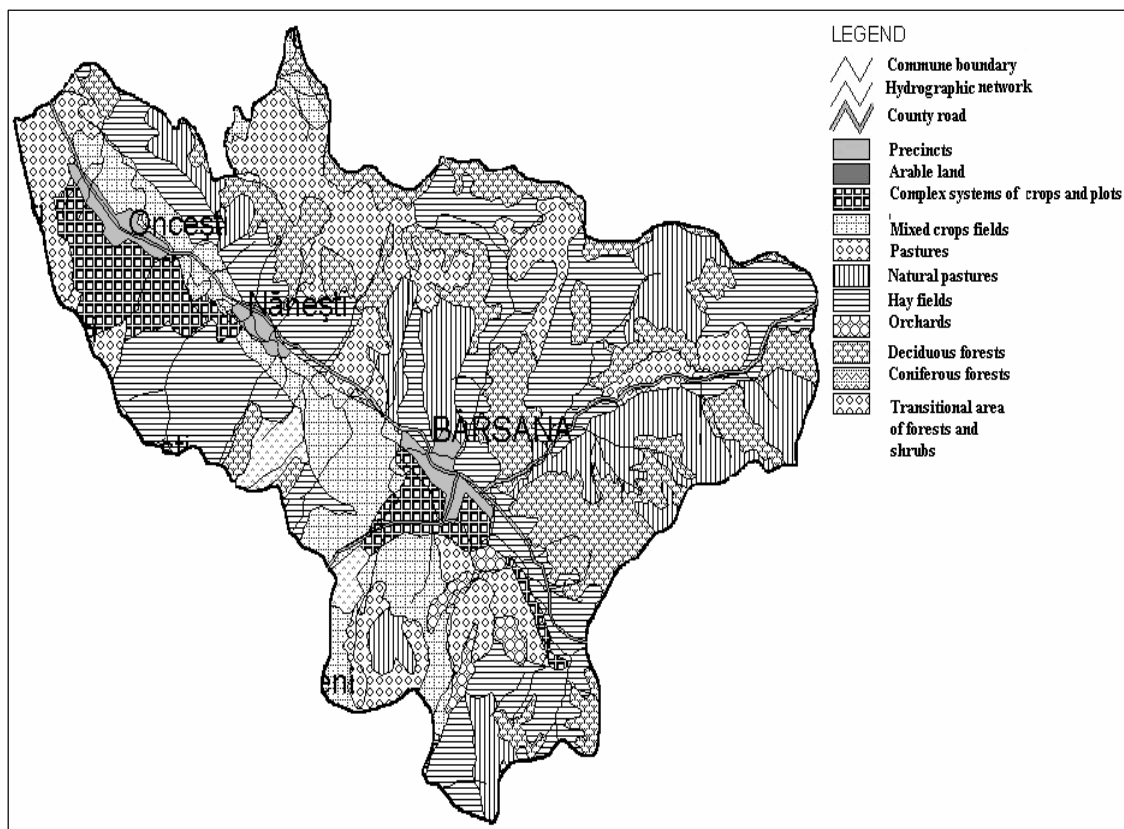 LEGEND
Commune boundary
Hydrographic network
County road
Precincts
Arable land
Complex systems of crops and plots
Mixed crops fields
Pastures
Natural pastures
Hay fields
Orchards
Deciduous forests
Coniferous forests
Transitional area
of forests and
shrubs
Oncești
Nănești
BÂRSANA
eni